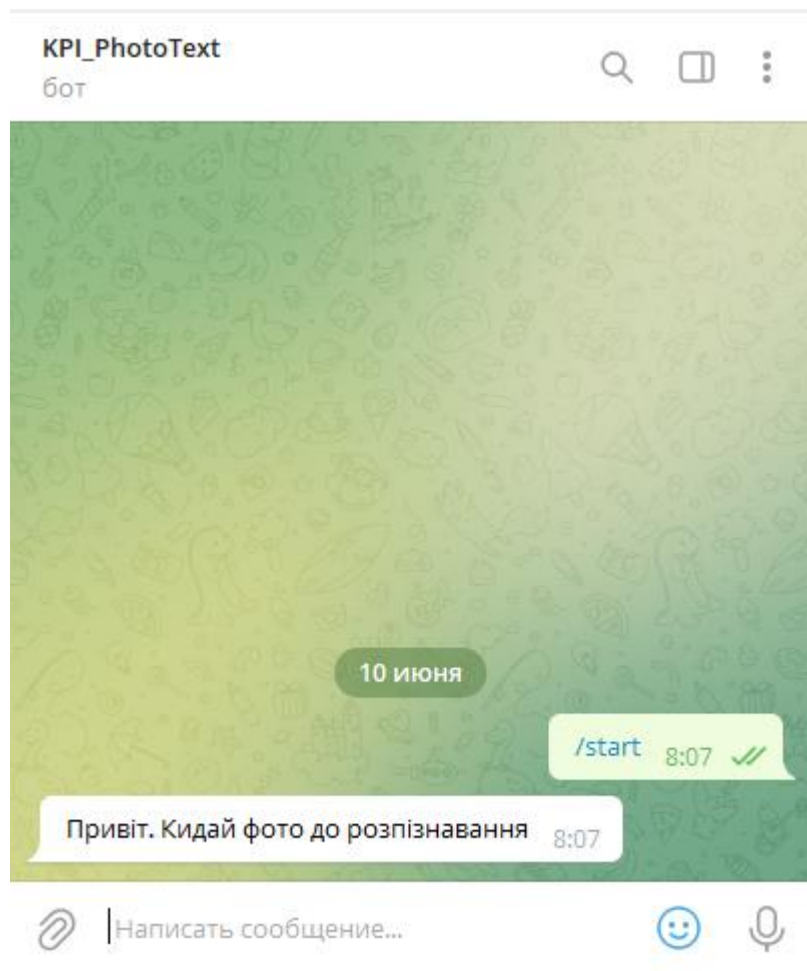 KPI_PhotoText
бот
10 июня
/start 8:07
Привіт. Кидай фото до розпізнавання 8:07
Написать сообщение...